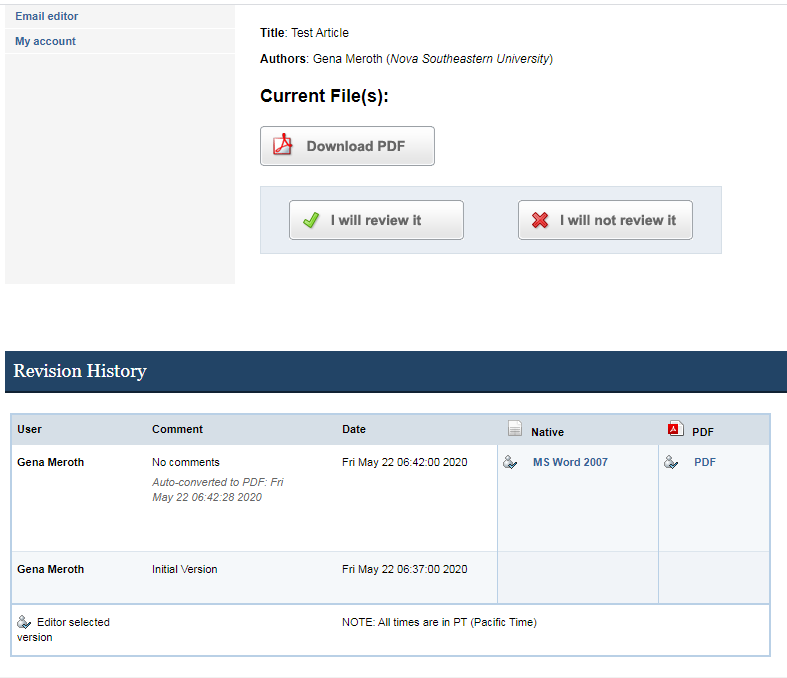 Email editor
My account
Title: Test Article
Authors: Gena Meroth (Nova Southeastern University)
Current File(s):
Download PDF
I will review it
I will not review it
Revision History
User Comment Date Native PDF
Gena Meroth No comments Fri May 22 06:42:00 2020 MS Word 2007 PDF
Auto-converted to PDF: Fri
May 22 06:42:28 2020
Gena Meroth Initial Version Fri May 22 06:37:00 2020
Editor selected NOTE: All times are in PT (Pacific Time)
version